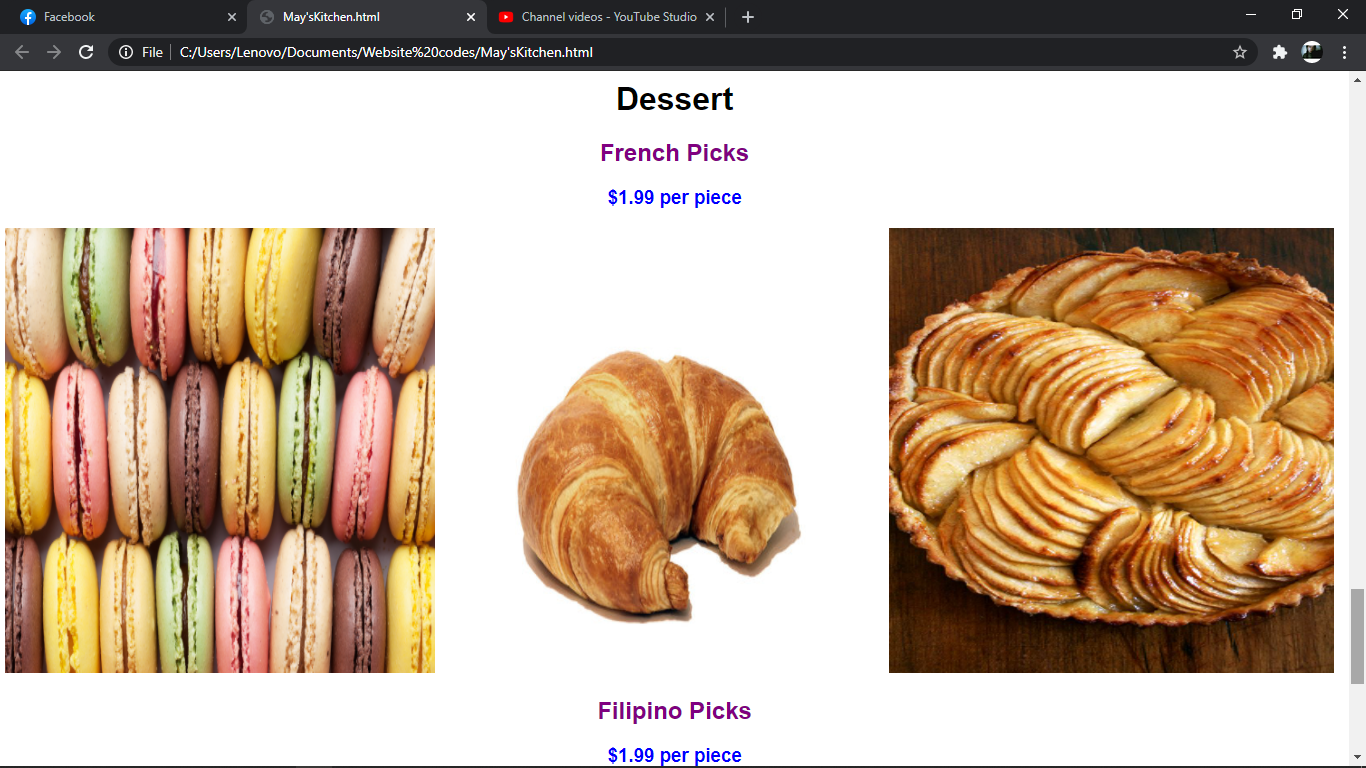 Facebook
May'sKitchen.html
Channel videos - YouTube Studio
File
C:/Users/Lenovo/Documents/Website%20codes/May'sKitchen.html
Dessert
French Picks
$1.99 per piece
Filipino Picks
$1.99 per piece